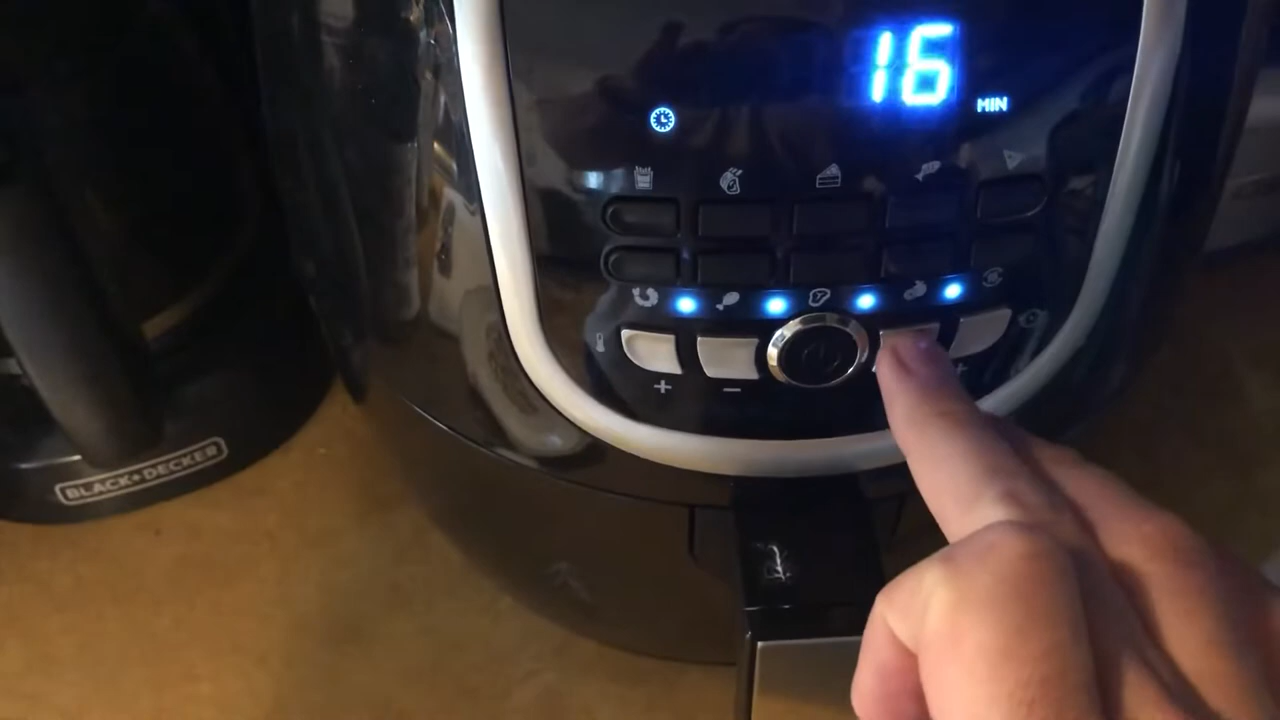 16
MIN
+ − +
BLACK+DECKER